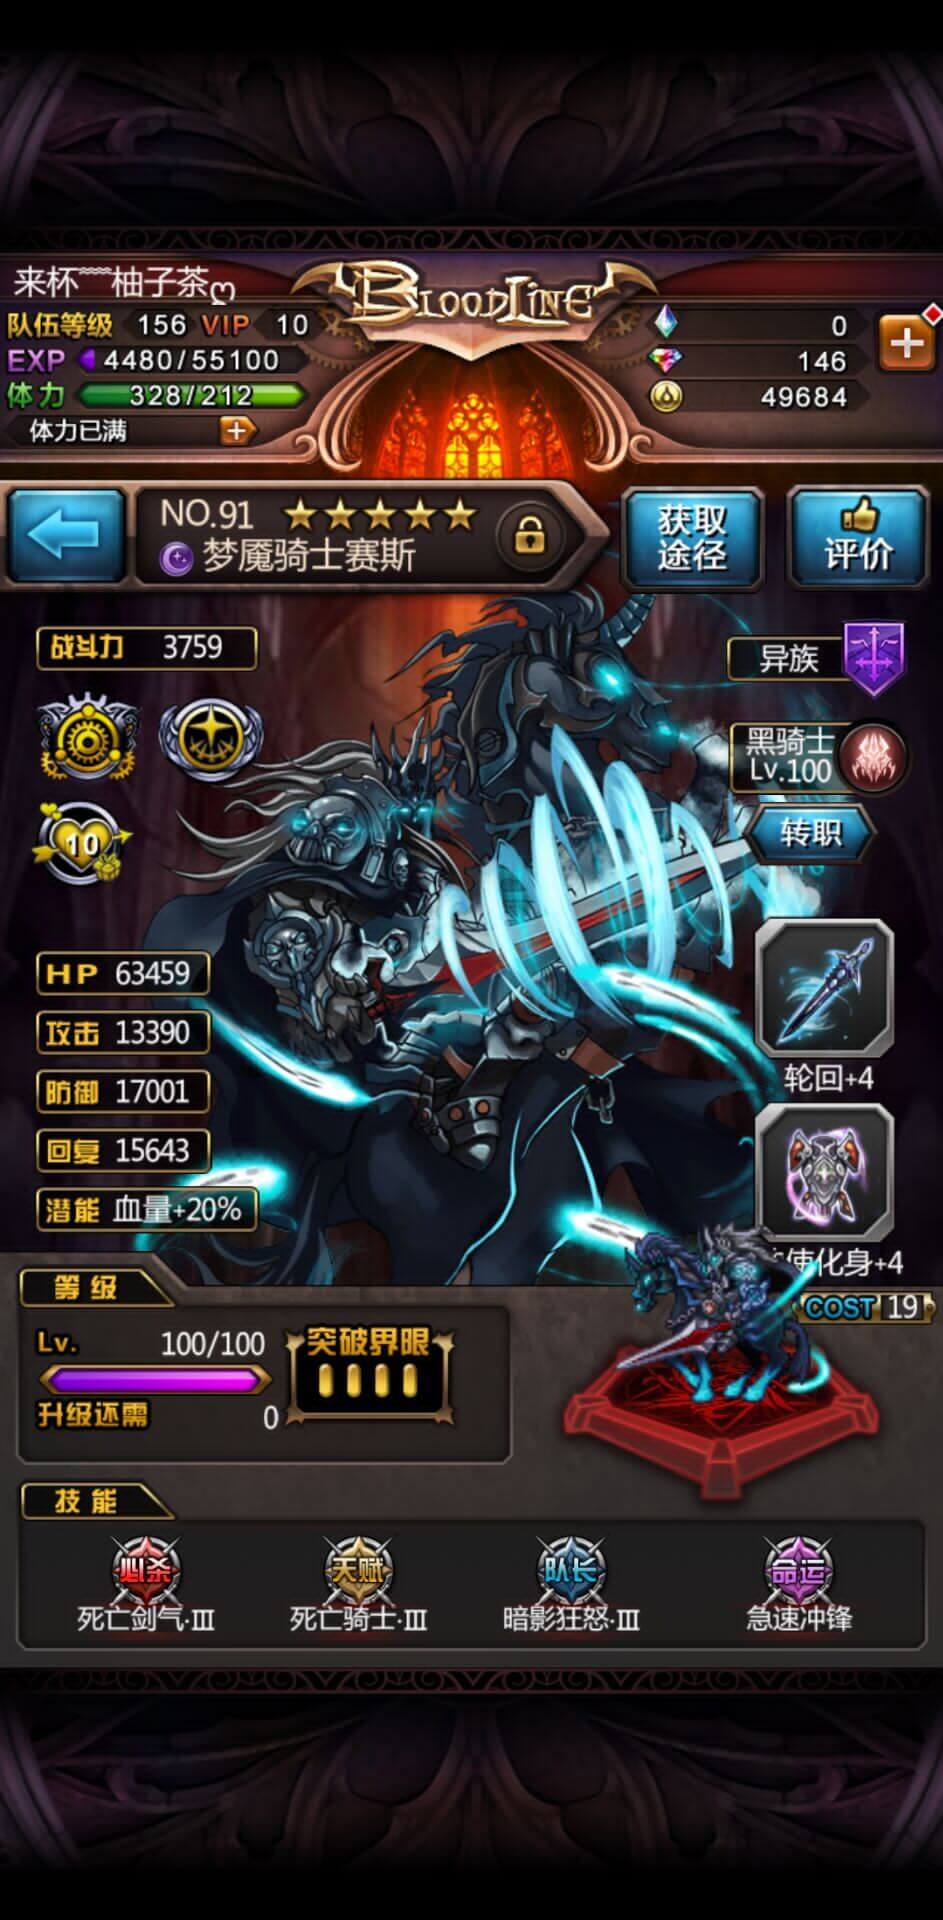 来杯˜˜˜柚子茶ღ
BLOODLINE
队伍等级 156 VIP 10
0
EXP 4480/55100
146
体力 328/212
49684
体力已满
NO.91
梦魇骑士赛斯
获取
途径
评价
战斗力 3759
异族
黑骑士
Lv.100
10
转职
HP 63459
攻击 13390
防御 17001
回复 15643
潜能 血量+20%
轮回+4
使化身+4
COST 19
等级
Lv. 100/100
突破界限
升级还需 0
技能
必杀
天赋
队长
命运
死亡剑气·III
死亡骑士·III
暗影狂怒·III
急速冲锋